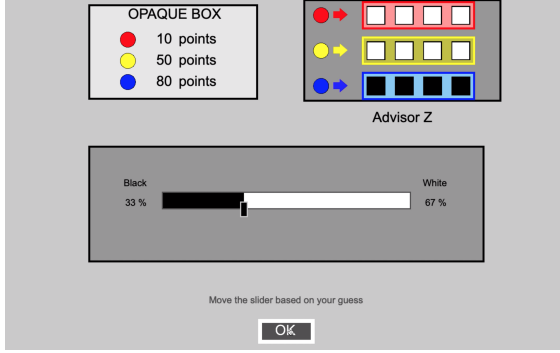 OPAQUE BOX
10 points
50 points
80 points
Advisor Z
Black
White
33 %
67 %
Move the slider based on your guess
OK